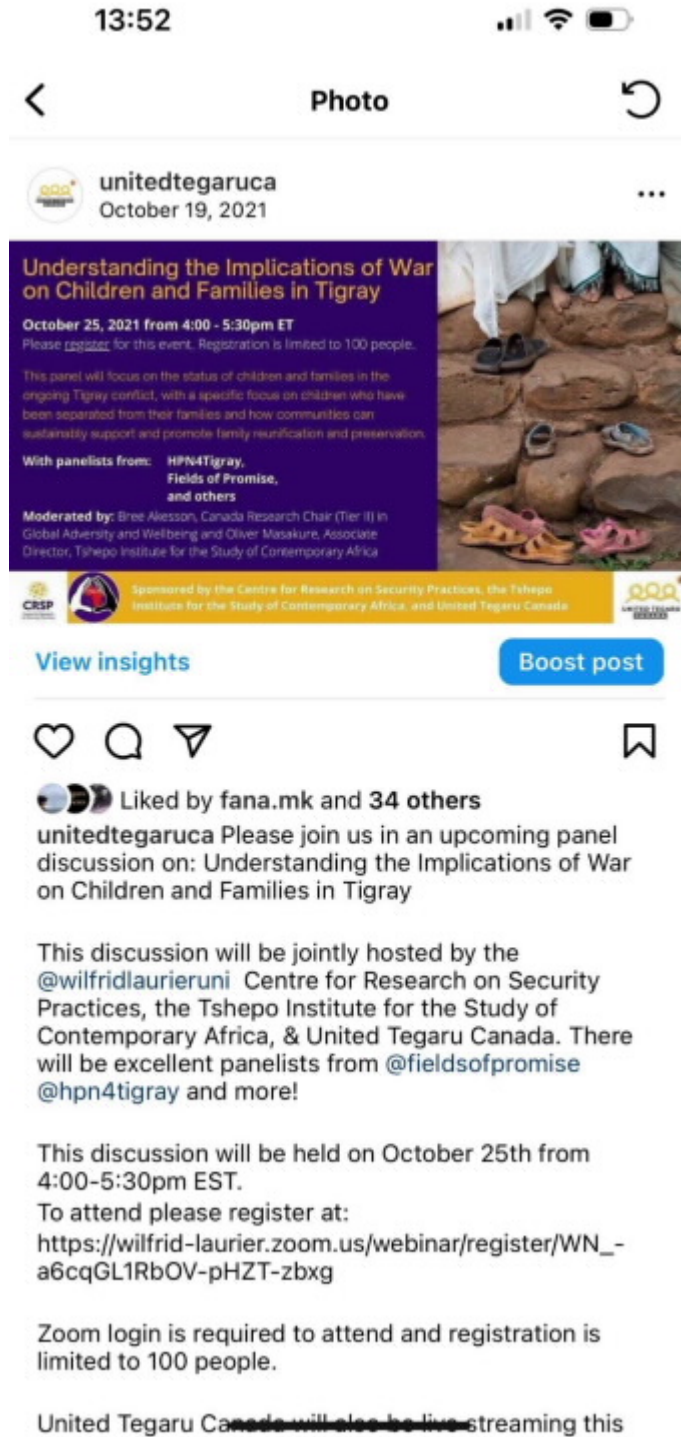 13:52
Photo
unitedtegaruca
October 19, 2021
Understanding the Implications of War
on Children and Families in Tigray
October 25, 2021 from 4:00 - 5:30pm ET
Please register for this event. Registration is limited to 100 people.
This panel will focus on the status of children and families in the
ongoing Tigray conflict, with a specific focus on children who have
been separated from their families and how communities can
sustainably support and promote family reunification and preservation.
With panelists from: HPN4Tigray,
Fields of Promise,
and others
Moderated by: Bree Akesson, Canada Research Chair (Tier II) in
Global Adversity and Wellbeing and Oliver Masakure, Associate
Director, Tshepo Institute for the Study of Contemporary Africa
CRSP
Sponsored by the Centre for Research on Security Practices, the Tshepo
Institute for the Study of Contemporary Africa, and United Tegaru Canada
UNITED TEGARU
CANADA
View insights
Boost post
Liked by fana.mk and 34 others
unitedtegaruca Please join us in an upcoming panel
discussion on: Understanding the Implications of War
on Children and Families in Tigray
This discussion will be jointly hosted by the
@wilfridlaurieruni Centre for Research on Security
Practices, the Tshepo Institute for the Study of
Contemporary Africa, & United Tegaru Canada. There
will be excellent panelists from @fieldsofpromise
@hpn4tigray and more!
This discussion will be held on October 25th from
4:00-5:30pm EST.
To attend please register at:
https://wilfrid-laurier.zoom.us/webinar/register/WN_-
a6cqGL1RbOV-pHZT-zbxg
Zoom login is required to attend and registration is
limited to 100 people.
United Tegaru Canada will also be live streaming this